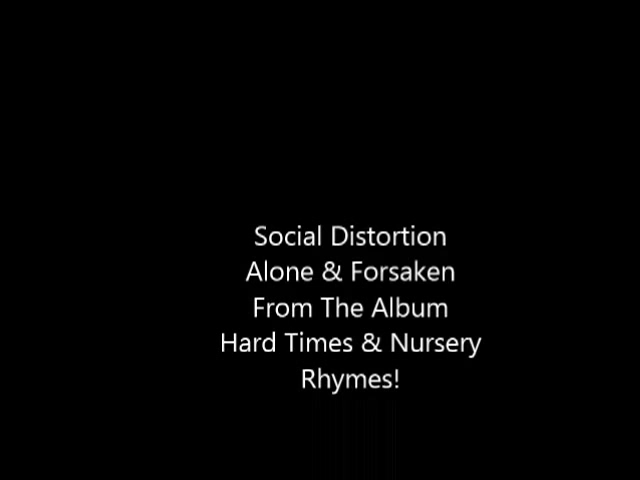 Social Distortion
Alone & Forsaken
From The Album
Hard Times & Nursery
Rhymes!